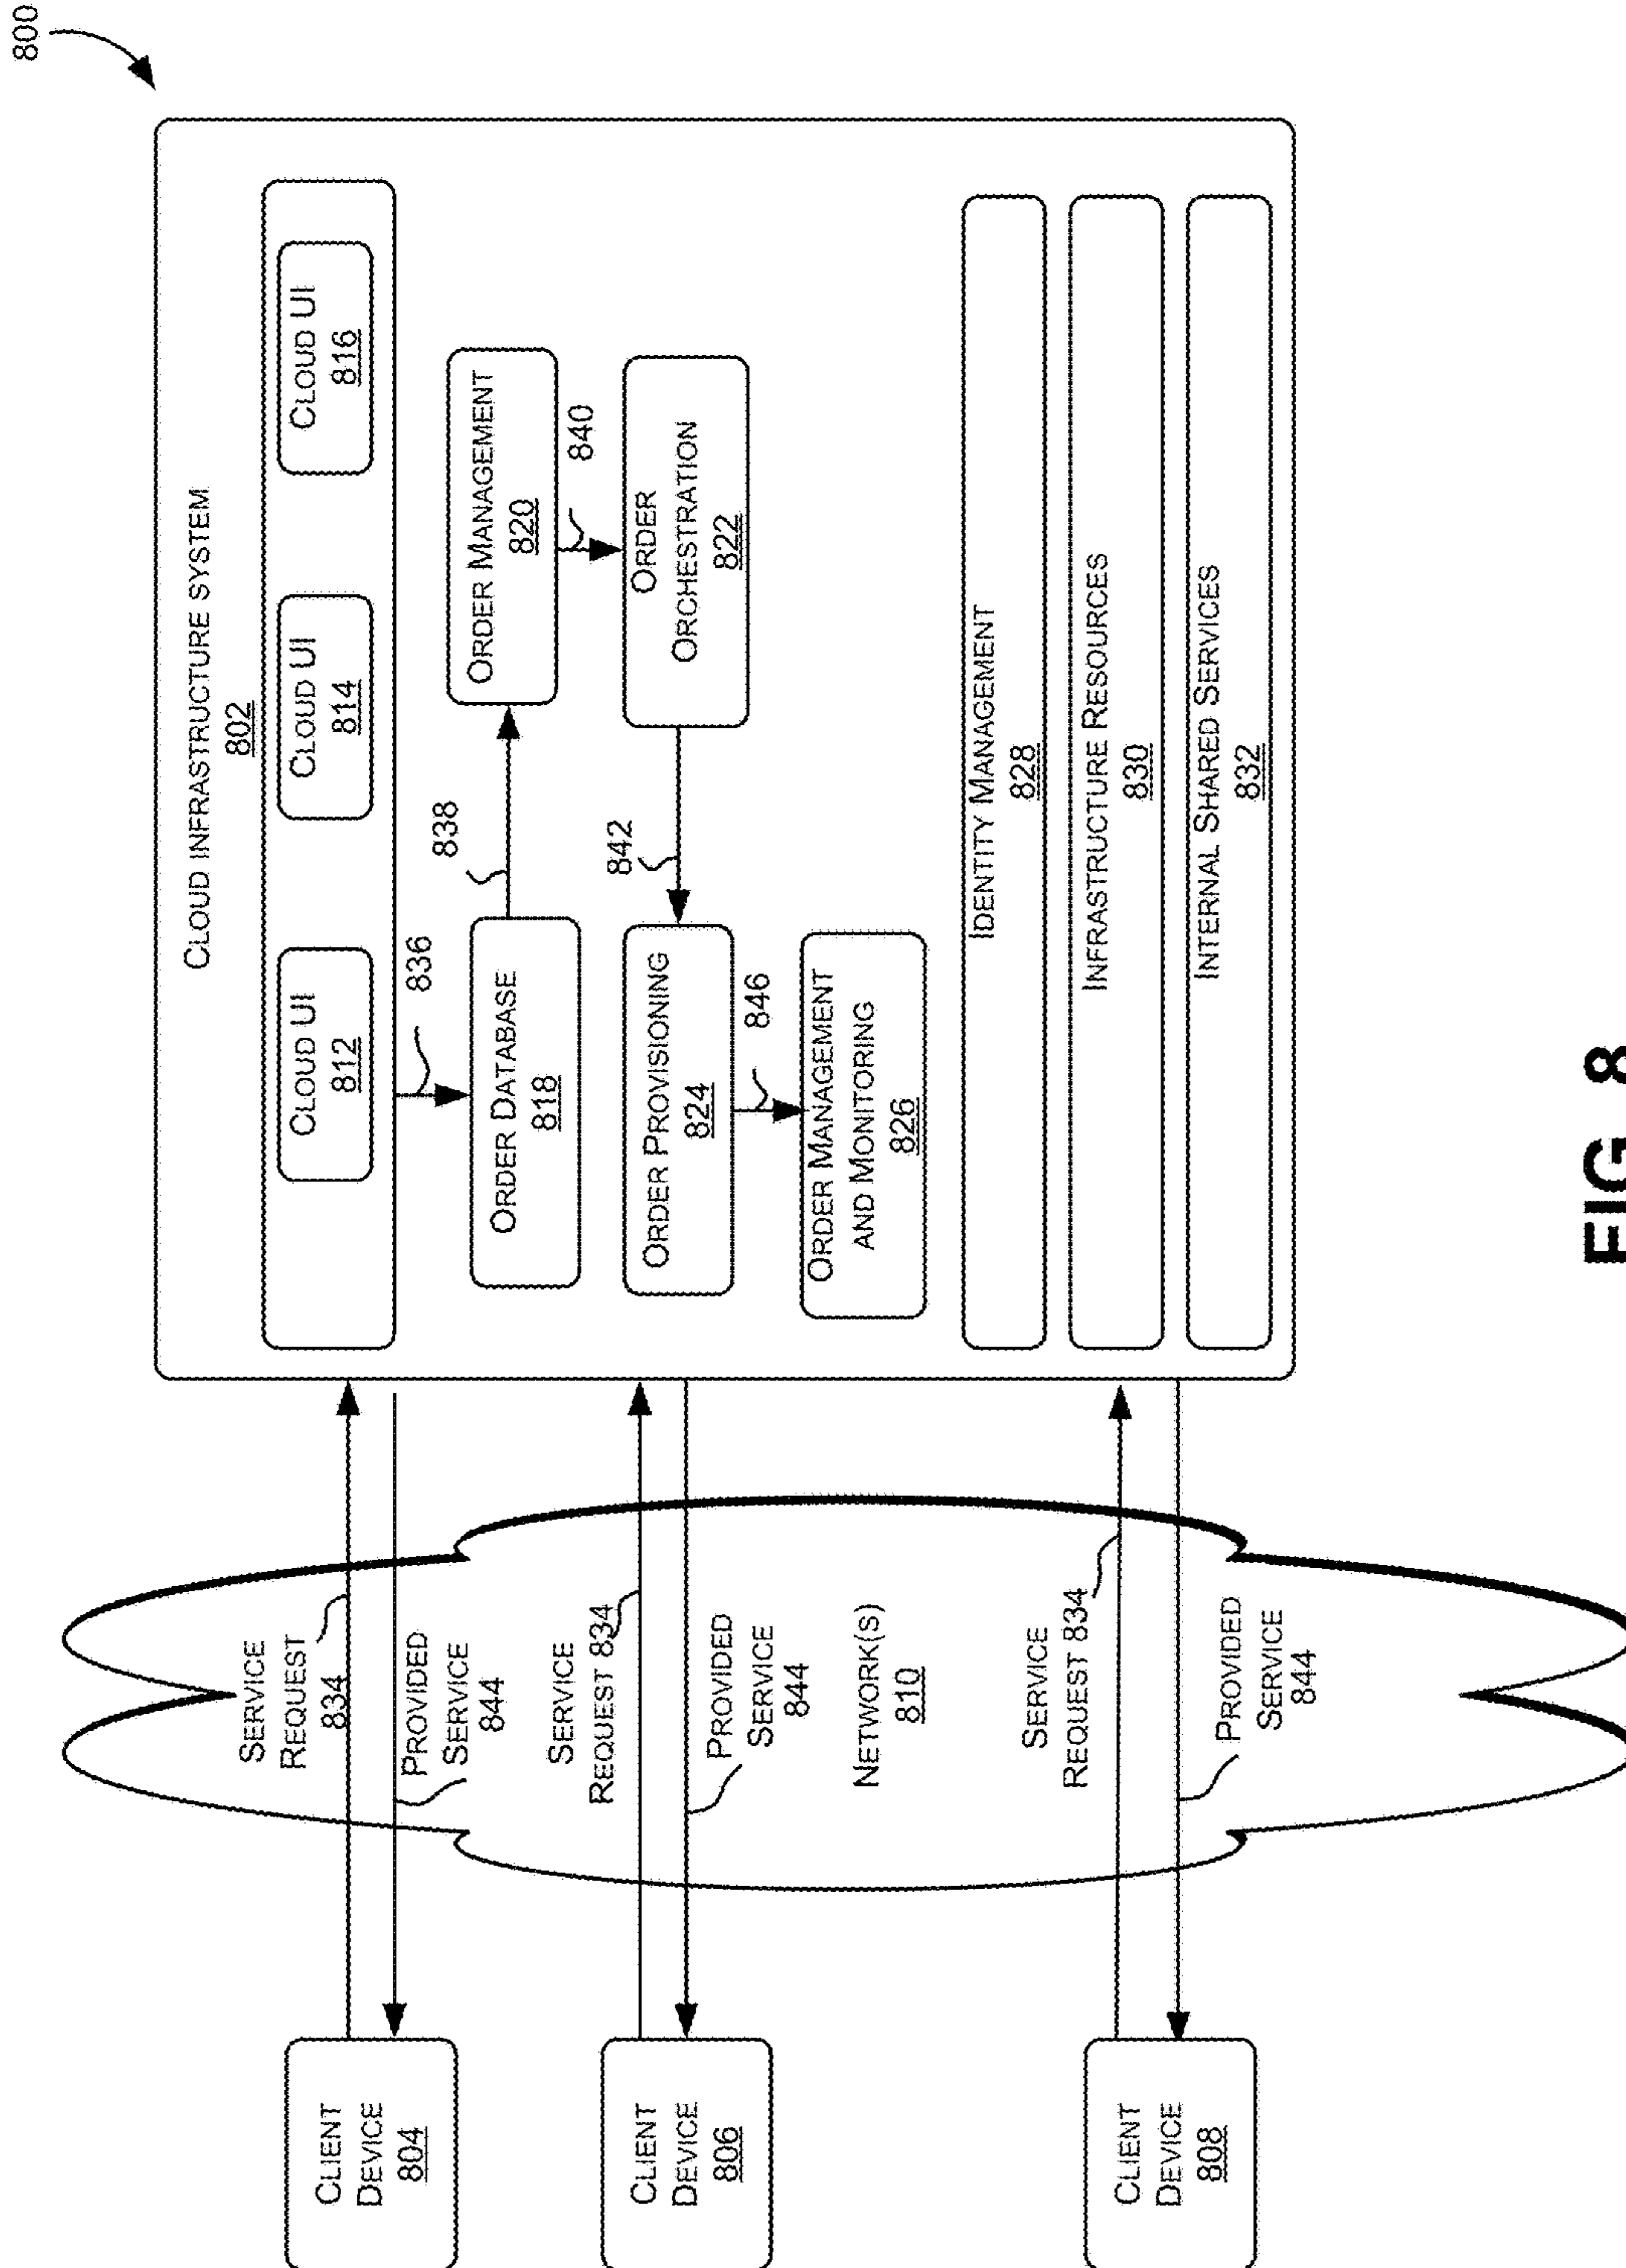 800
CLOUD INFRASTRUCTURE SYSTEM
802
CLOUD UI
812
CLOUD UI
814
CLOUD UI
816
836
838
ORDER DATABASE
818
ORDER MANAGEMENT
820
840
842
ORDER PROVISIONING
824
ORDER
ORCHESTRATION
822
846
ORDER MANAGEMENT
AND MONITORING
826
IDENTITY MANAGEMENT
828
INFRASTRUCTURE RESOURCES
830
INTERNAL SHARED SERVICES
832
SERVICE
REQUEST
834
PROVIDED
SERVICE
844
SERVICE
REQUEST 834
PROVIDED
SERVICE
844
NETWORK(S)
810
SERVICE
REQUEST 834
PROVIDED
SERVICE
844
CLIENT
DEVICE
804
CLIENT
DEVICE
806
CLIENT
DEVICE
808
FIG. 8